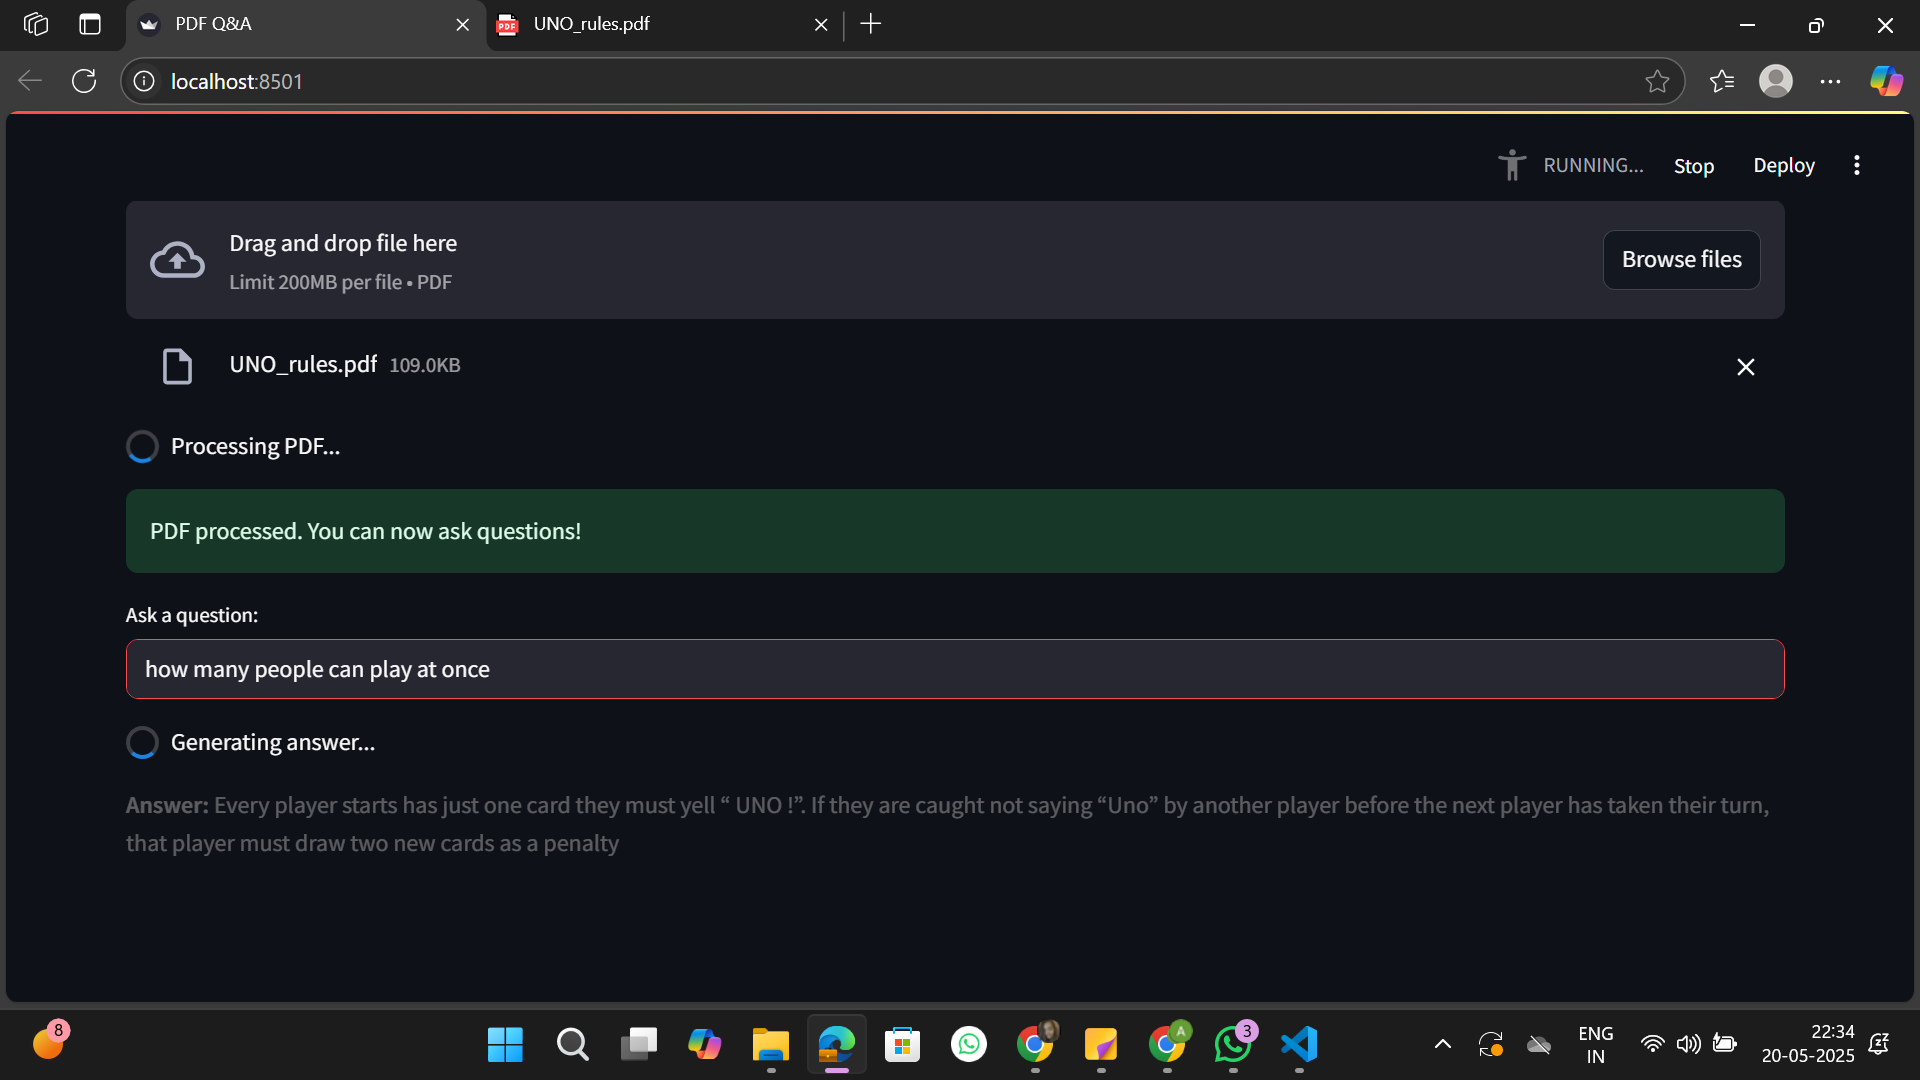 PDF Q&A
UNO_rules.pdf
localhost:8501
RUNNING...
Stop
Deploy
Drag and drop file here
Limit 200MB per file • PDF
Browse files
UNO_rules.pdf 109.0KB
Processing PDF...
PDF processed. You can now ask questions!
Ask a question:
how many people can play at once
Generating answer...
Answer: Every player starts has just one card they must yell “ UNO !”. If they are caught not saying “Uno” by another player before the next player has taken their turn,
that player must draw two new cards as a penalty
8
A
3
ENG
IN
22:34
20-05-2025